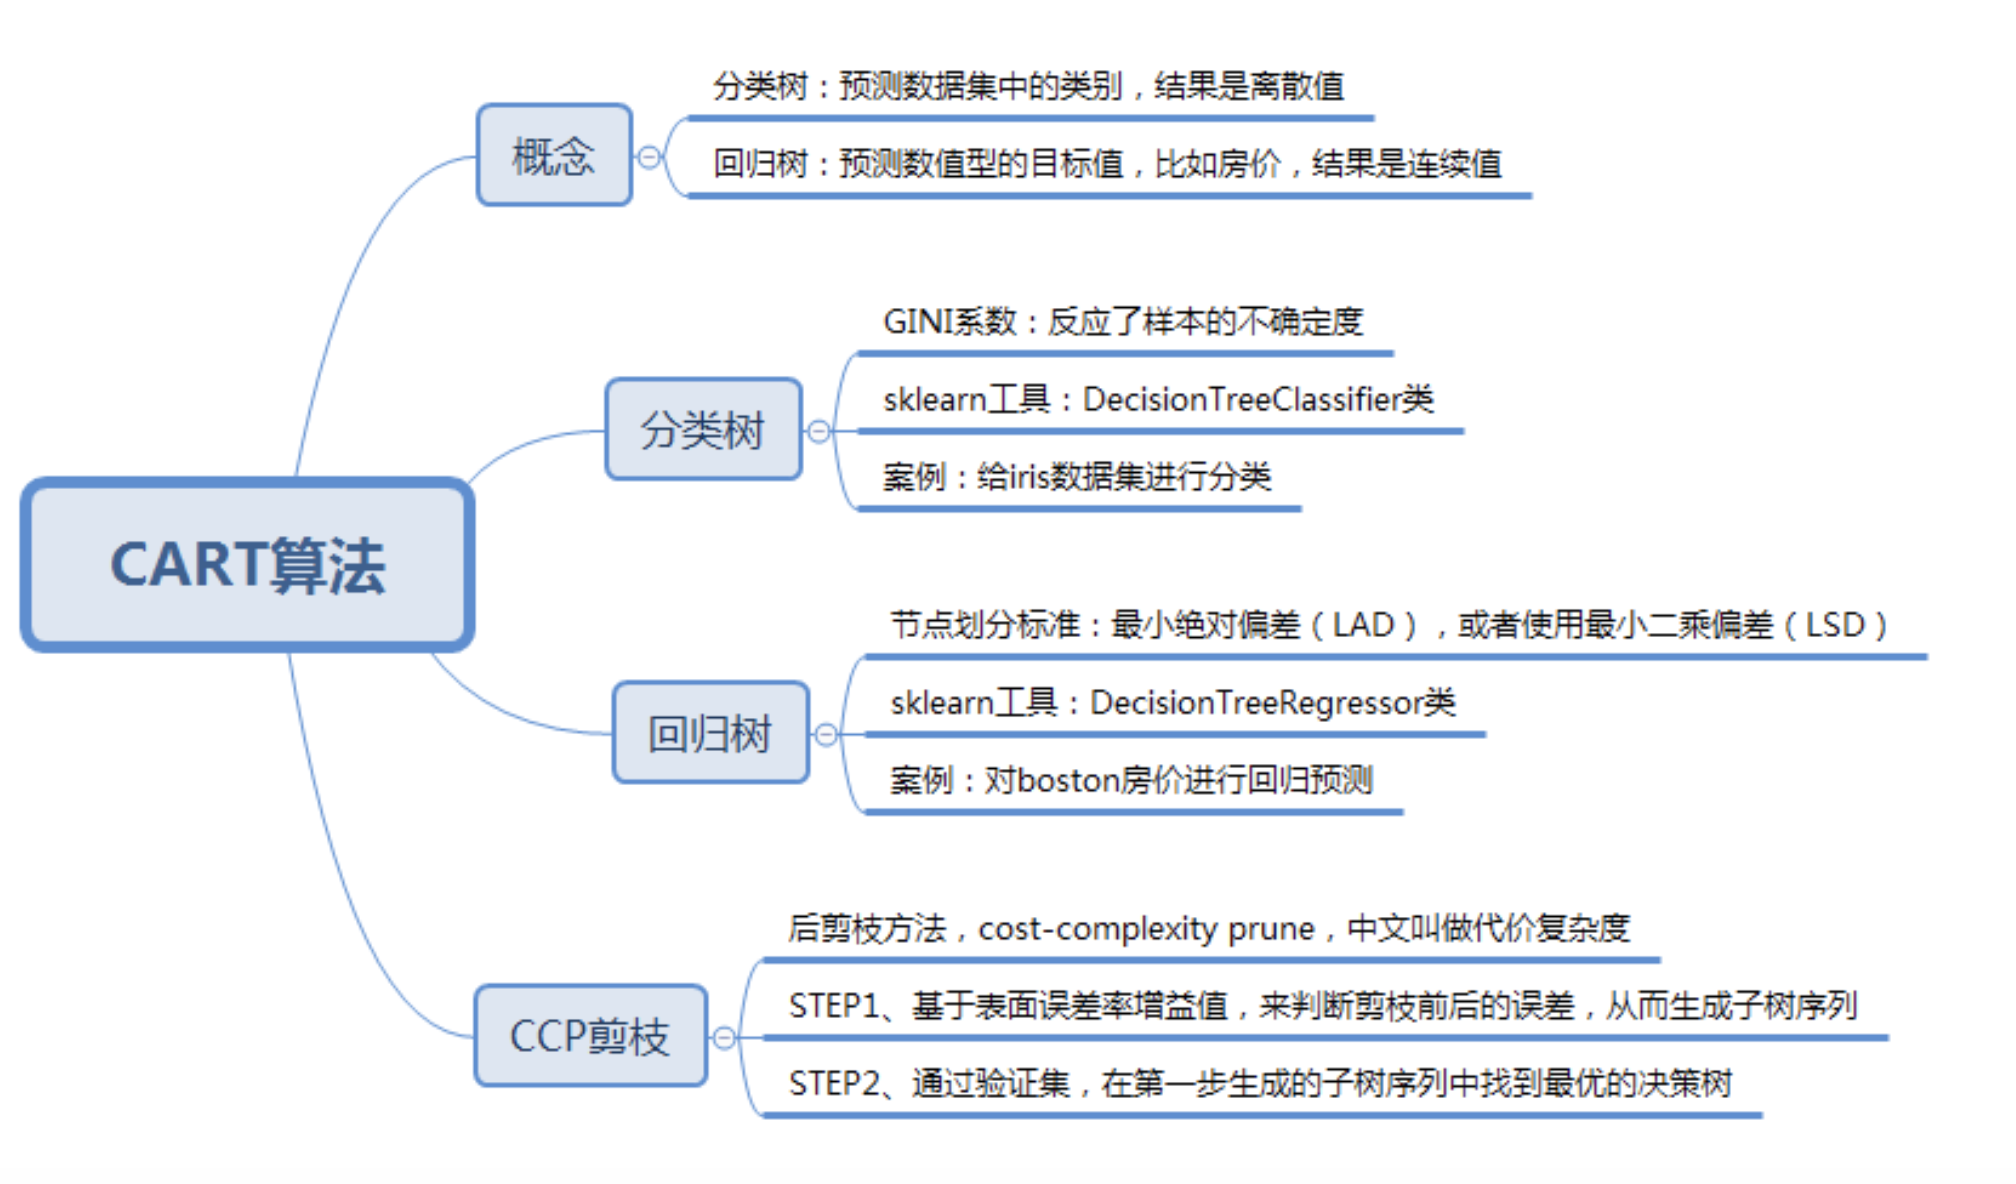 分类树：预测数据集中的类别，结果是离散值
概念
回归树：预测数值型的目标值，比如房价，结果是连续值
GINI系数：反应了样本的不确定度
sklearn工具：DecisionTreeClassifier类
分类树
案例：给iris数据集进行分类
CART算法
节点划分标准：最小绝对偏差（LAD），或者使用最小二乘偏差（LSD）
sklearn工具：DecisionTreeRegressor类
回归树
案例：对boston房价进行回归预测
后剪枝方法，cost-complexity prune，中文叫做代价复杂度
STEP1、基于表面误差率增益值，来判断剪枝前后的误差，从而生成子树序列
CCP剪枝
STEP2、通过验证集，在第一步生成的子树序列中找到最优的决策树